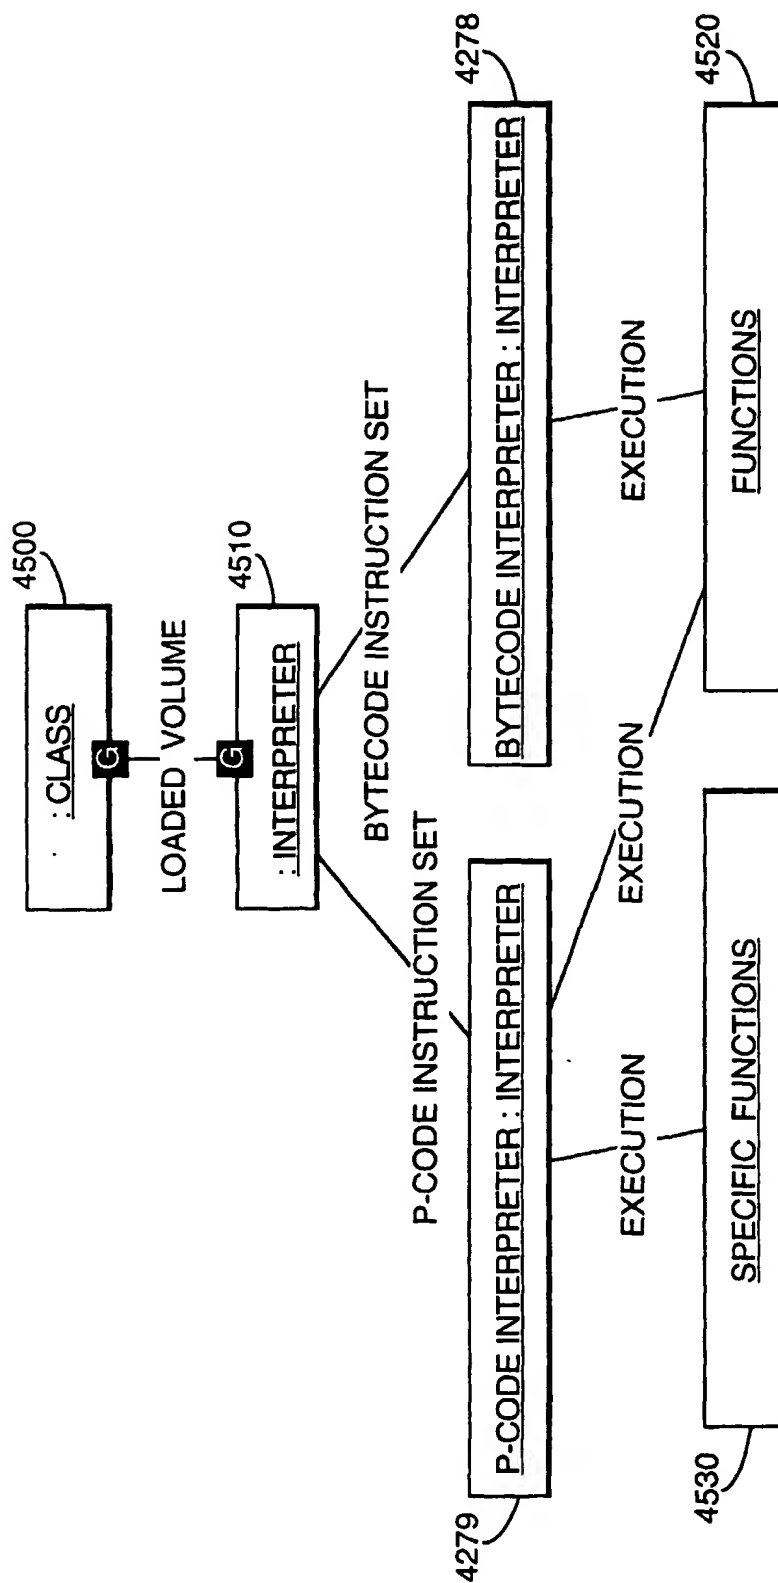 4500
: CLASS
G
LOADED VOLUME
G
4510
: INTERPRETER
P-CODE INSTRUCTION SET
BYTECODE INSTRUCTION SET
4279
P-CODE INTERPRETER : INTERPRETER
BYTECODE INTERPRETER : INTERPRETER
4278
EXECUTION
EXECUTION
EXECUTION
4530
SPECIFIC FUNCTIONS
FUNCTIONS
4520